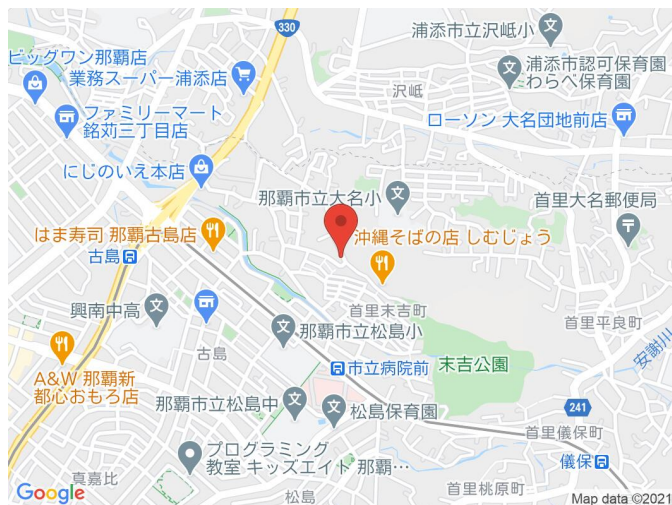 330
浦添市立沢岻小
ビッグワン那覇店
業務スーパー浦添店
浦添市認可保育園
わらべ保育園
沢岻
ファミリーマート
銘苅三丁目店
ローソン 大名団地前店
にじのいえ本店
那覇市立大名小
首里大名郵便局
はま寿司 那覇古島店
沖縄そばの店 しむじょう
古島
興南中高
首里末吉町
首里平良町
安謝川
那覇市立松島小
古島
A&W 那覇新
都心おもろ店
市立病院前
末吉公園
那覇市立松島中
松島保育園
241
首里儀保町
プログラミング
教室 キッズエイト 那覇…
儀保
真嘉比
松島
首里桃原町
Google
Map data ©2021